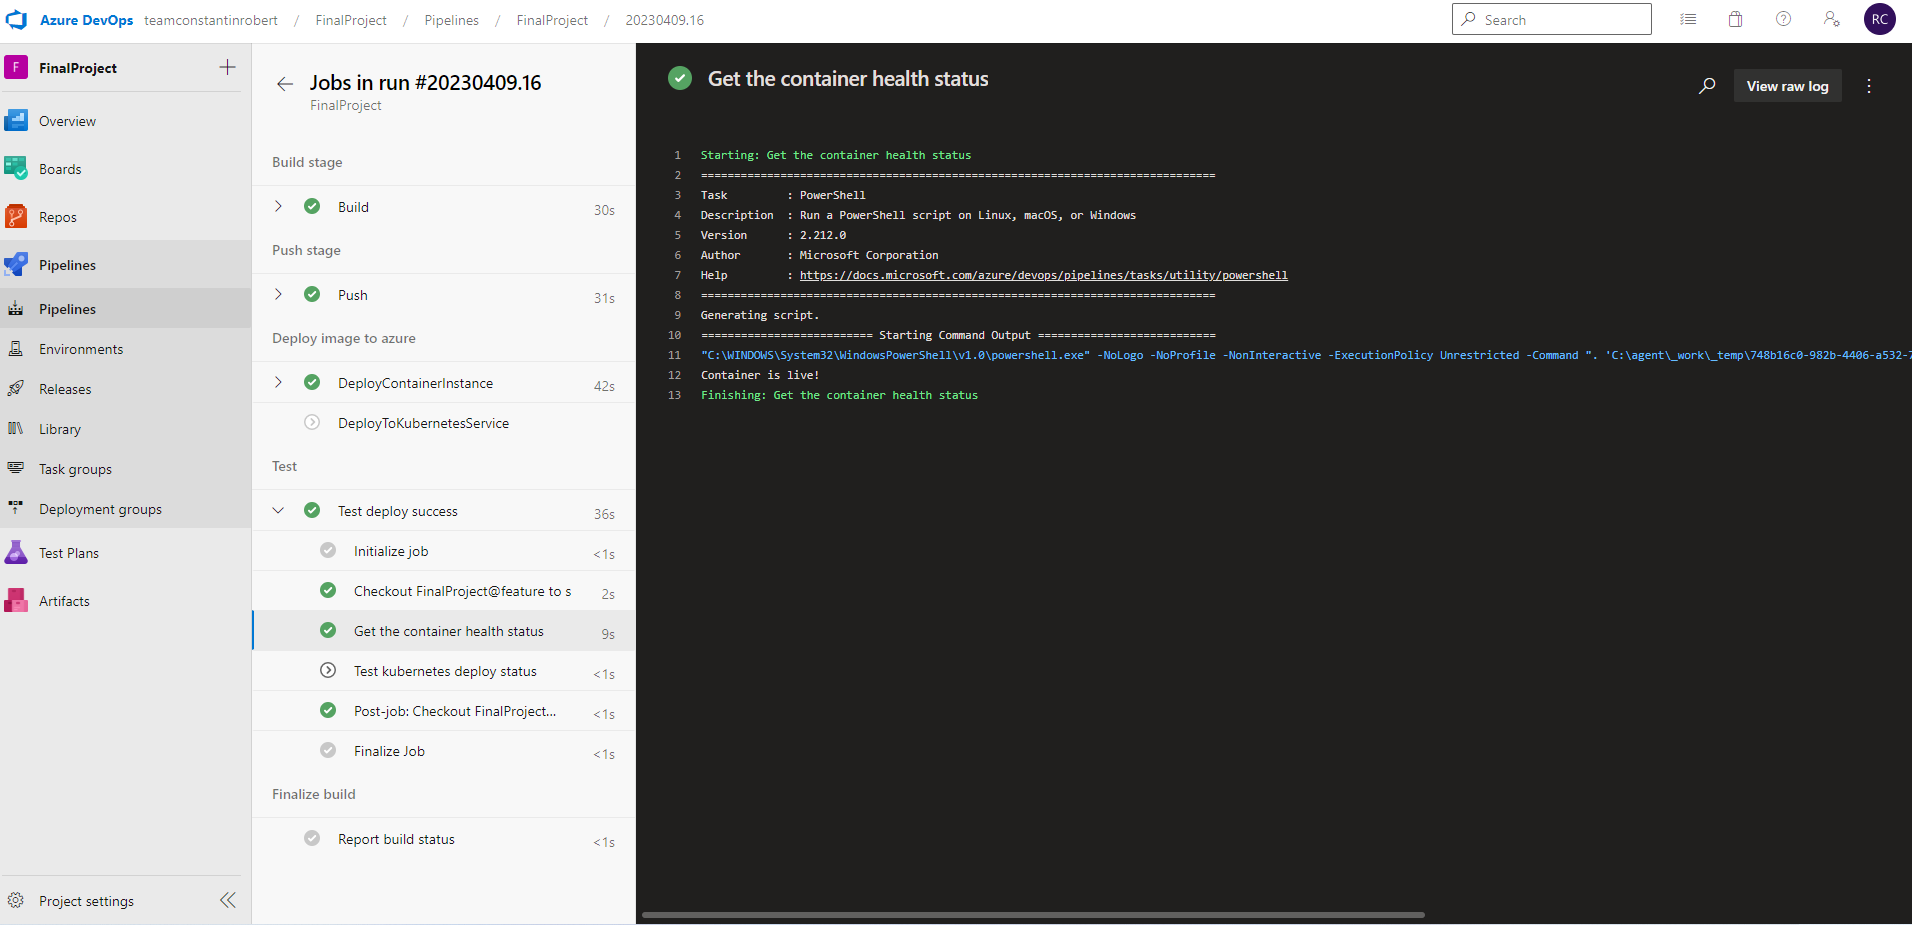 Azure DevOps teamconstantinrobert / FinalProject / Pipelines / FinalProject / 20230409.16
Search
RC
F FinalProject
Overview
Boards
Repos
Pipelines
Pipelines
Environments
Releases
Library
Task groups
Deployment groups
Test Plans
Artifacts
Project settings
Jobs in run #20230409.16
FinalProject
Build stage
Build 30s
Push stage
Push 31s
Deploy image to azure
DeployContainerInstance 42s
DeployToKubernetesService
Test
Test deploy success 36s
Initialize job <1s
Checkout FinalProject@feature to s 2s
Get the container health status 9s
Test kubernetes deploy status <1s
Post-job: Checkout FinalProject... <1s
Finalize Job <1s
Finalize build
Report build status <1s
Get the container health status
View raw log
1 Starting: Get the container health status
2 ==============================================================================
3 Task : PowerShell
4 Description : Run a PowerShell script on Linux, macOS, or Windows
5 Version : 2.212.0
6 Author : Microsoft Corporation
7 Help : https://docs.microsoft.com/azure/devops/pipelines/tasks/utility/powershell
8 ==============================================================================
9 Generating script.
10 ========================== Starting Command Output ===========================
11 "C:\WINDOWS\System32\WindowsPowerShell\v1.0\powershell.exe" -NoLogo -NoProfile -NonInteractive -ExecutionPolicy Unrestricted -Command ". 'C:\agent\_work\_temp\748b16c0-982b-4406-a532-7
12 Container is live!
13 Finishing: Get the container health status